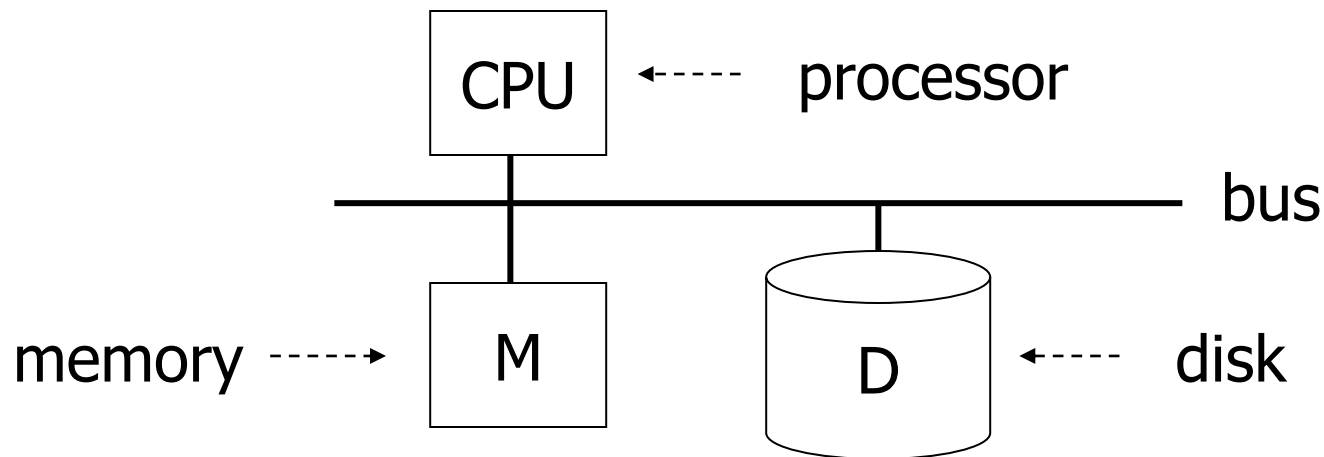 CPU
processor
bus
memory
M
D
disk